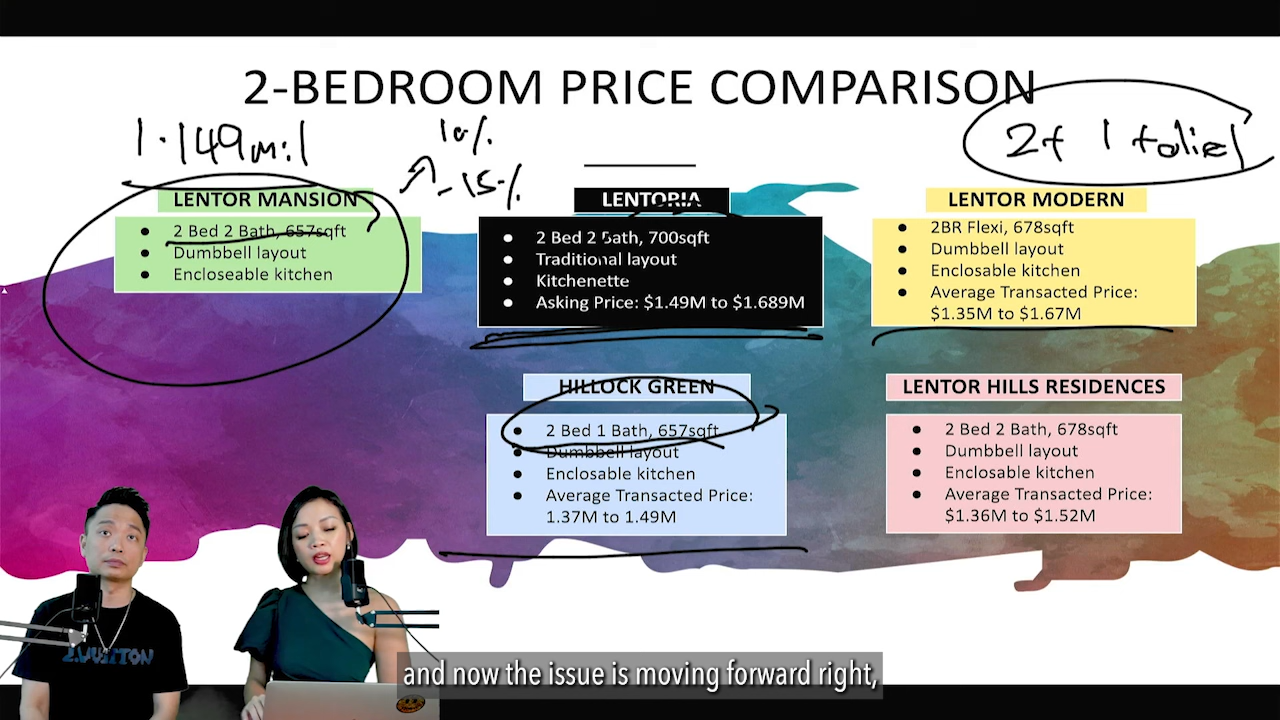 2-BEDROOM PRICE COMPARISON
1.149mil
10%
-15%
2+1 toilet
LENTOR MANSION
• 2 Bed 2 Bath, 657sqft
• Dumbbell layout
• Encloseable kitchen
LENTORIA
• 2 Bed 2 Bath, 700sqft
• Traditional layout
• Kitchenette
• Asking Price: $1.49M to $1.689M
LENTOR MODERN
• 2BR Flexi, 678sqft
• Dumbbell layout
• Enclosable kitchen
• Average Transacted Price:
$1.35M to $1.67M
HILLOCK GREEN
• 2 Bed 1 Bath, 657sqft
• Dumbbell layout
• Enclosable kitchen
• Average Transacted Price:
1.37M to 1.49M
LENTOR HILLS RESIDENCES
• 2 Bed 2 Bath, 678sqft
• Dumbbell layout
• Enclosable kitchen
• Average Transacted Price:
$1.36M to $1.52M
and now the issue is moving forward right,